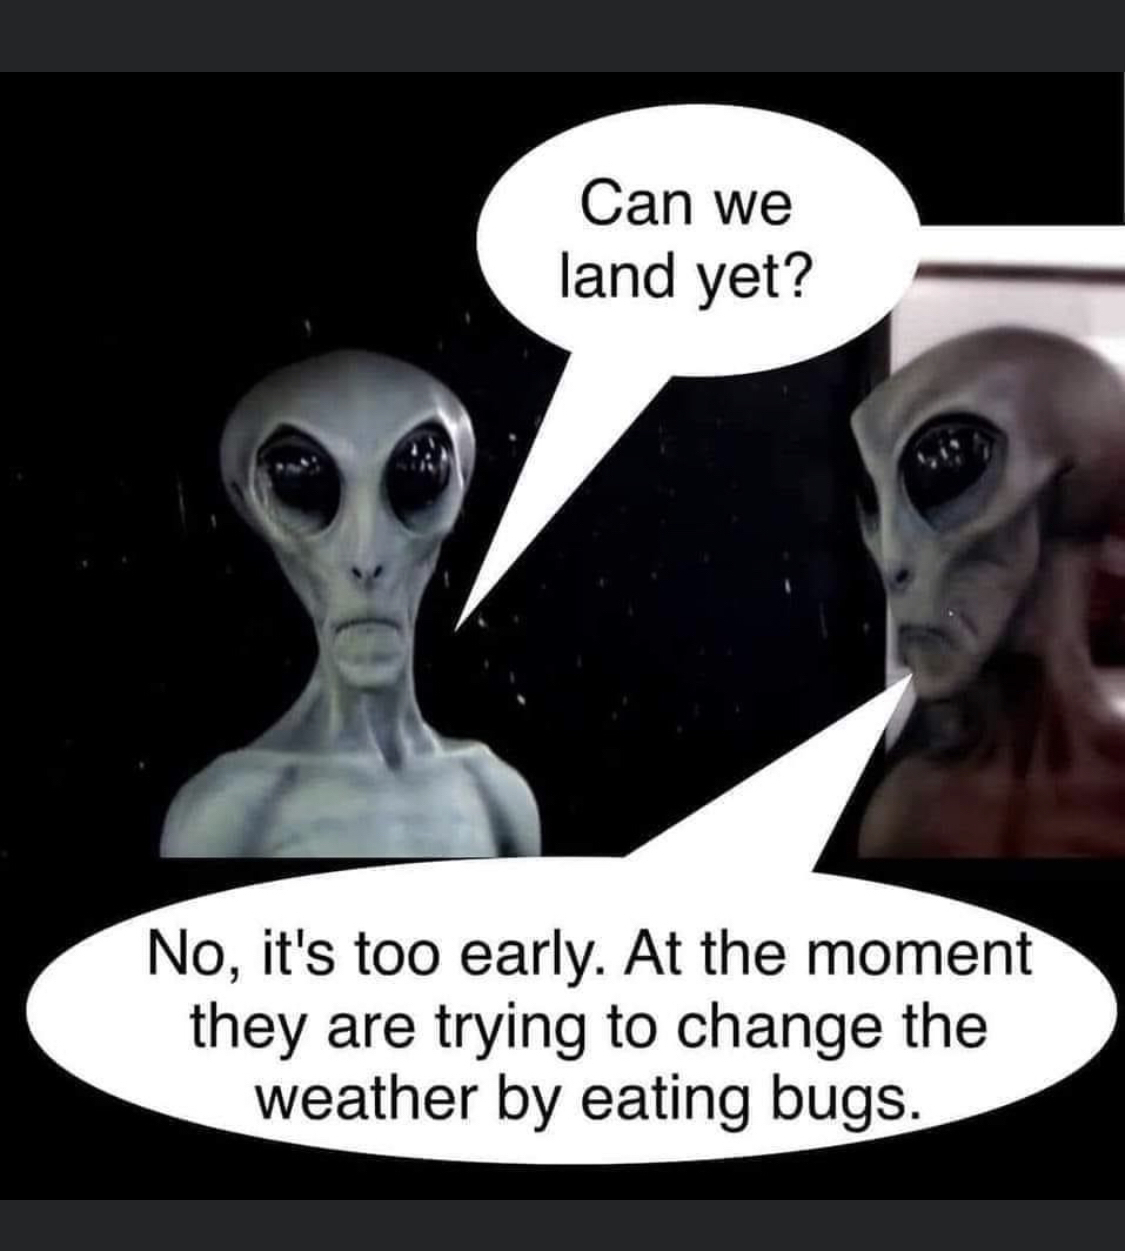 Can we
land yet?
No, it's too early. At the moment
they are trying to change the
weather by eating bugs.